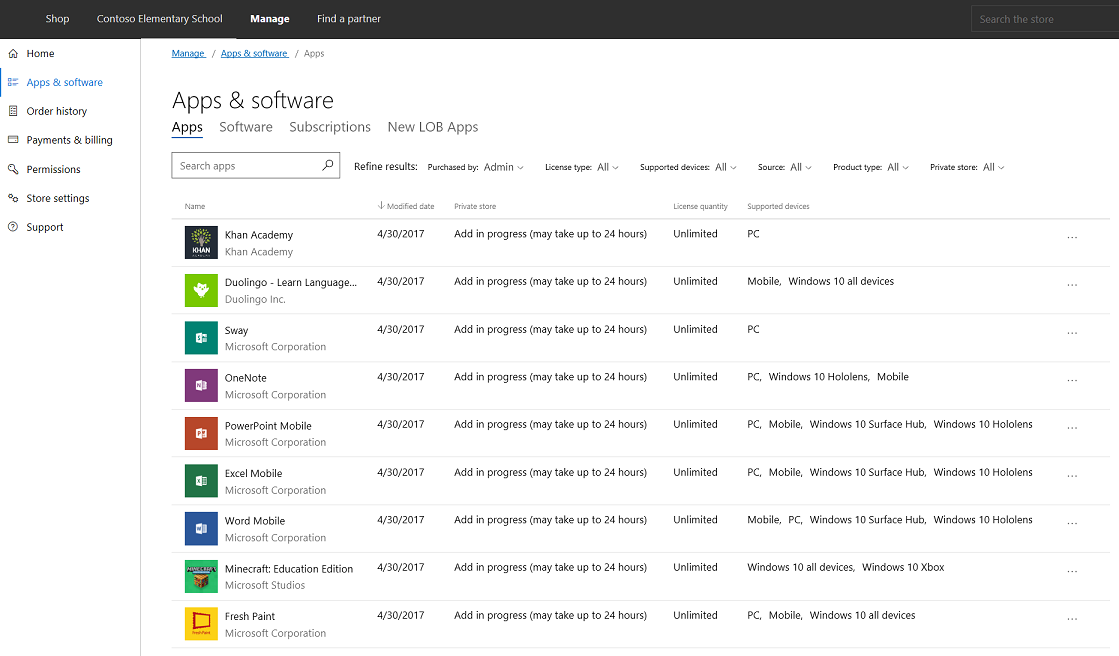 Shop Contoso Elementary School Manage Find a partner Search the store
Home
Apps & software
Order history
Payments & billing
Permissions
Store settings
Support
Manage / Apps & software / Apps
Apps & software
Apps Software Subscriptions New LOB Apps
Search apps Refine results: Purchased by: Admin License type: All Supported devices: All Source: All Product type: All Private store: All
Name Modified date Private store License quantity Supported devices
KHAN
ACADEMY
Khan Academy 4/30/2017 Add in progress (may take up to 24 hours) Unlimited PC ...
Khan Academy
Duolingo - Learn Language... 4/30/2017 Add in progress (may take up to 24 hours) Unlimited Mobile, Windows 10 all devices ...
Duolingo Inc.
Sway 4/30/2017 Add in progress (may take up to 24 hours) Unlimited PC ...
Microsoft Corporation
OneNote 4/30/2017 Add in progress (may take up to 24 hours) Unlimited PC, Windows 10 Hololens, Mobile ...
Microsoft Corporation
PowerPoint Mobile 4/30/2017 Add in progress (may take up to 24 hours) Unlimited PC, Mobile, Windows 10 Surface Hub, Windows 10 Hololens ...
Microsoft Corporation
Excel Mobile 4/30/2017 Add in progress (may take up to 24 hours) Unlimited PC, Mobile, Windows 10 Surface Hub, Windows 10 Hololens ...
Microsoft Corporation
Word Mobile 4/30/2017 Add in progress (may take up to 24 hours) Unlimited Mobile, PC, Windows 10 Surface Hub, Windows 10 Hololens ...
Microsoft Corporation
MINECRAFT
Minecraft: Education Edition 4/30/2017 Add in progress (may take up to 24 hours) Unlimited Windows 10 all devices, Windows 10 Xbox ...
Microsoft Studios
Fresh Paint 4/30/2017 Add in progress (may take up to 24 hours) Unlimited PC, Mobile, Windows 10 all devices ...
FreshPaint
Microsoft Corporation